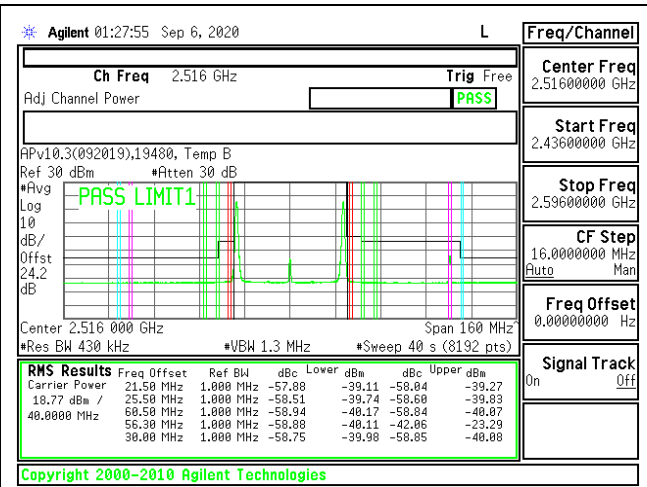 Agilent 01:27:55 Sep 6, 2020 L
Freq/Channel
Ch Freq 2.516 GHz Trig Free
Adj Channel Power PASS
Center Freq
2.51600000 GHz
Start Freq
2.43600000 GHz
Stop Freq
2.59600000 GHz
CF Step
16.0000000 MHz
Auto Man
Freq Offset
0.00000000 Hz
Signal Track
On Off
APv10.3(092019),19480, Temp B
Ref 30 dBm #Atten 30 dB
#Avg
Log
10
dB/
Offst
24.2
dB
PASS LIMIT1
Center 2.516 000 GHz Span 160 MHz^
#Res BW 430 kHz #VBW 1.3 MHz #Sweep 40 s (8192 pts)
RMS Results Freq Offset Ref BW dBc Lower dBm dBc Upper dBm
Carrier Power 21.50 MHz 1.000 MHz -57.88 -39.11 -58.04 -39.27
18.77 dBm / 25.50 MHz 1.000 MHz -58.51 -39.74 -58.60 -39.83
40.0000 MHz 60.50 MHz 1.000 MHz -58.94 -40.17 -58.84 -40.07
56.30 MHz 1.000 MHz -58.88 -40.11 -42.06 -23.29
30.00 MHz 1.000 MHz -58.75 -39.98 -58.85 -40.08
Copyright 2000-2010 Agilent Technologies